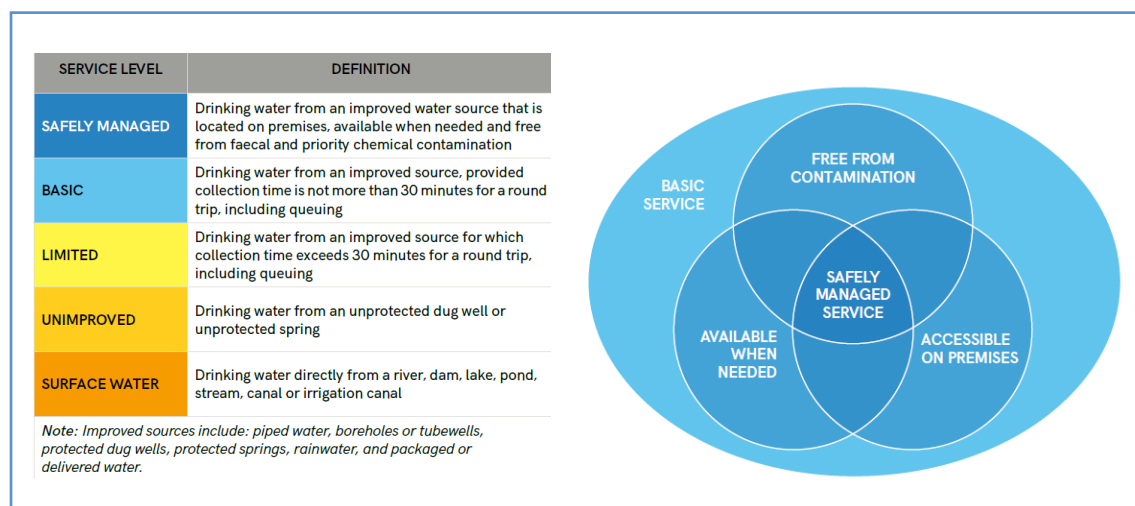 SERVICE LEVEL
DEFINITION
SAFELY MANAGED
Drinking water from an improved water source that is
located on premises, available when needed and free
from faecal and priority chemical contamination
BASIC
Drinking water from an improved source, provided
collection time is not more than 30 minutes for a round
trip, including queuing
LIMITED
Drinking water from an improved source for which
collection time exceeds 30 minutes for a round trip,
including queuing
UNIMPROVED
Drinking water from an unprotected dug well or
unprotected spring
SURFACE WATER
Drinking water directly from a river, dam, lake, pond,
stream, canal or irrigation canal
Note: Improved sources include: piped water, boreholes or tubewells,
protected dug wells, protected springs, rainwater, and packaged or
delivered water.
BASIC
SERVICE
FREE FROM
CONTAMINATION
SAFELY
MANAGED
SERVICE
AVAILABLE
WHEN
NEEDED
ACCESSIBLE
ON PREMISES